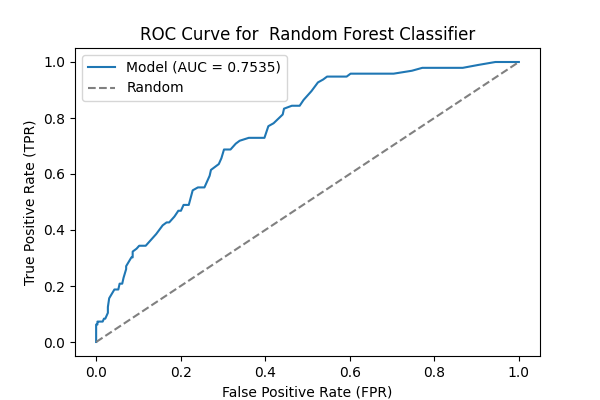 ROC Curve for  Random Forest Classifier
Model (AUC = 0.7535)
Random
True Positive Rate (TPR)
1.0
0.8
0.6
0.4
0.2
0.0
0.0 0.2 0.4 0.6 0.8 1.0
False Positive Rate (FPR)